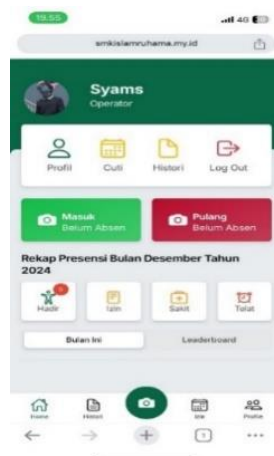 19.55
4G
smkislamruhama.my.id
Syams
Operator
Profil Cuti Histori Log Out
Masuk
Belum Absen
Pulang
Belum Absen
Rekap Presensi Bulan Desember Tahun
2024
Hadir Izin Sakit Telat
Bulan Ini Leaderboard
Home Histori Izin Profile